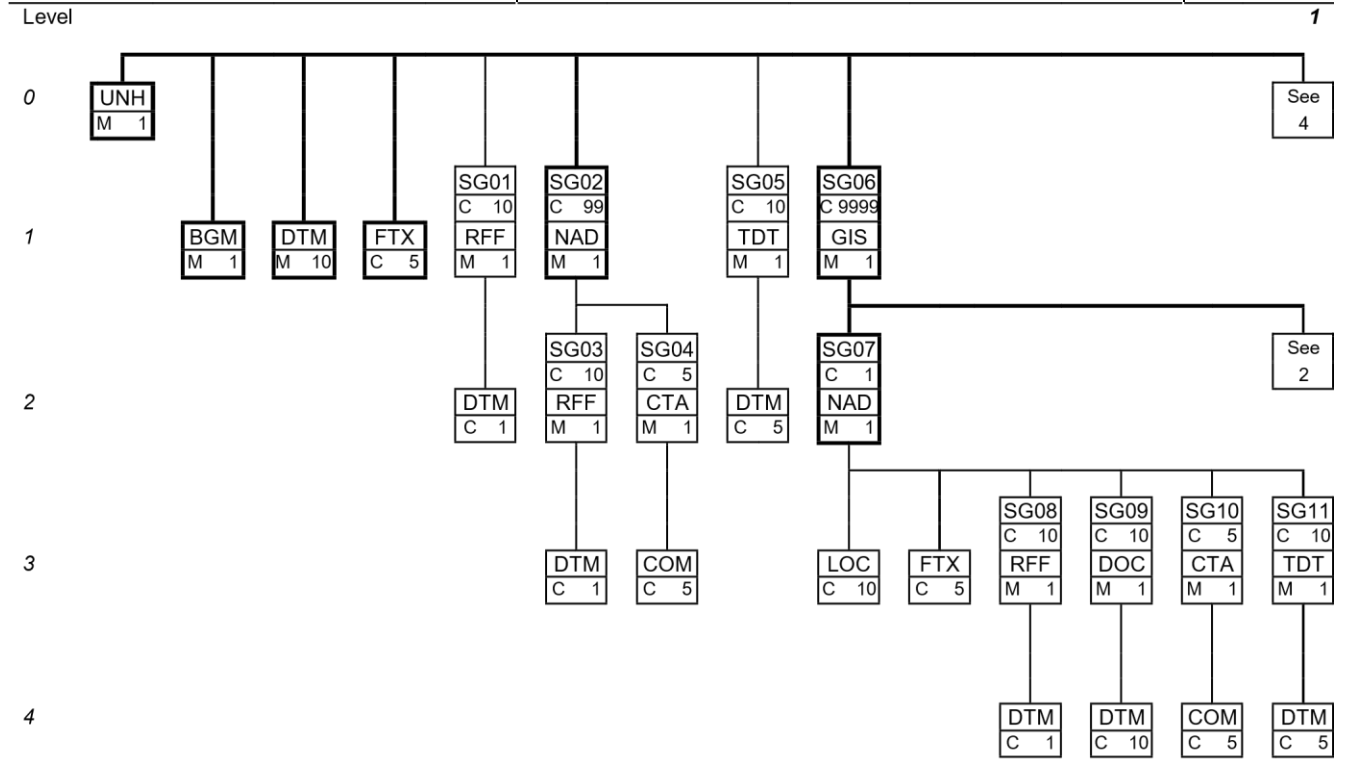 Level 1
0 UNH See
M 1 4
SG01 SG02 SG05 SG06
C 10 C 99 C 10 C 9999
1 BGM DTM FTX RFF NAD TDT GIS
M 1 M 10 C 5 M 1 M 1 M 1 M 1
SG03 SG04 SG07 See
C 10 C 5 C 1 2
2 DTM RFF CTA DTM NAD
C 1 M 1 M 1 C 5 M 1
SG08 SG09 SG10 SG11
C 10 C 10 C 5 C 10
3 DTM COM LOC FTX RFF DOC CTA TDT
C 1 C 5 C 10 C 5 M 1 M 1 M 1 M 1
4 DTM DTM COM DTM
C 1 C 10 C 5 C 5